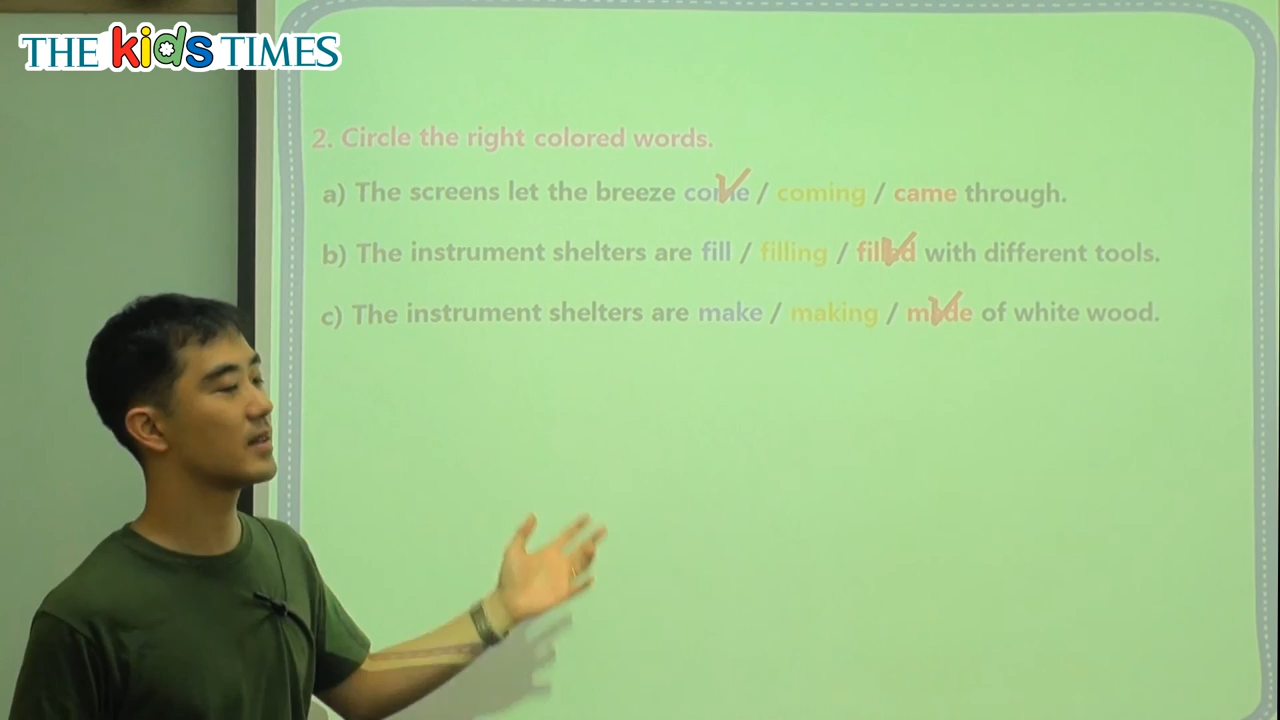 THE kids TIMES
2. Circle the right colored words.
a) The screens let the breeze come / coming / came through.
b) The instrument shelters are fill / filling / filled with different tools.
c) The instrument shelters are make / making / made of white wood.